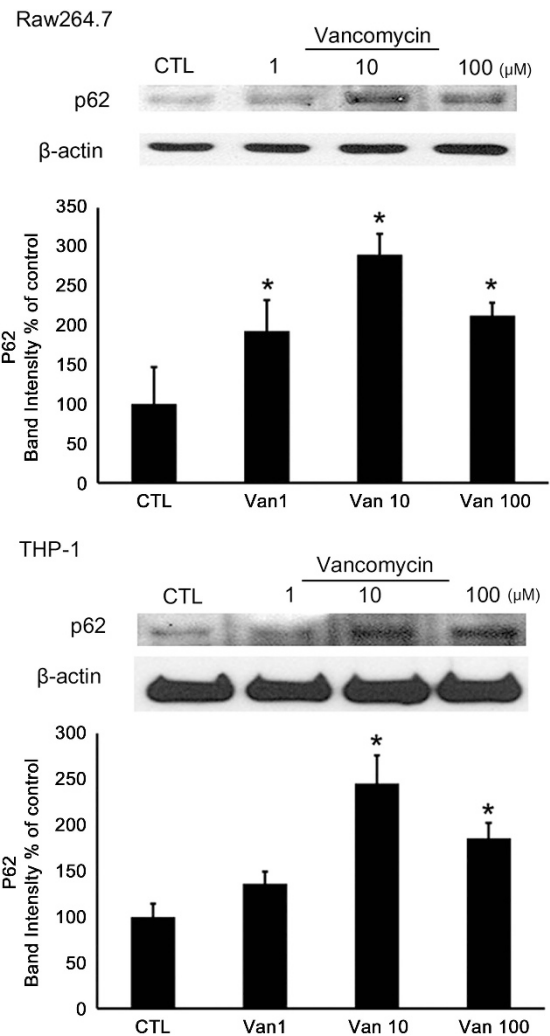 Raw264.7
Vancomycin
CTL 1 10 100 (µM)
p62
β-actin
350
*
300
*
*
250
200
150
100
50
0
P62
Band Intensity % of control
CTL Van1 Van 10 Van 100
THP-1
Vancomycin
CTL 1 10 100 (µM)
p62
β-actin
300
*
250
*
200
150
100
50
0
P62
Band Intensity % of control
CTL Van1 Van 10 Van 100